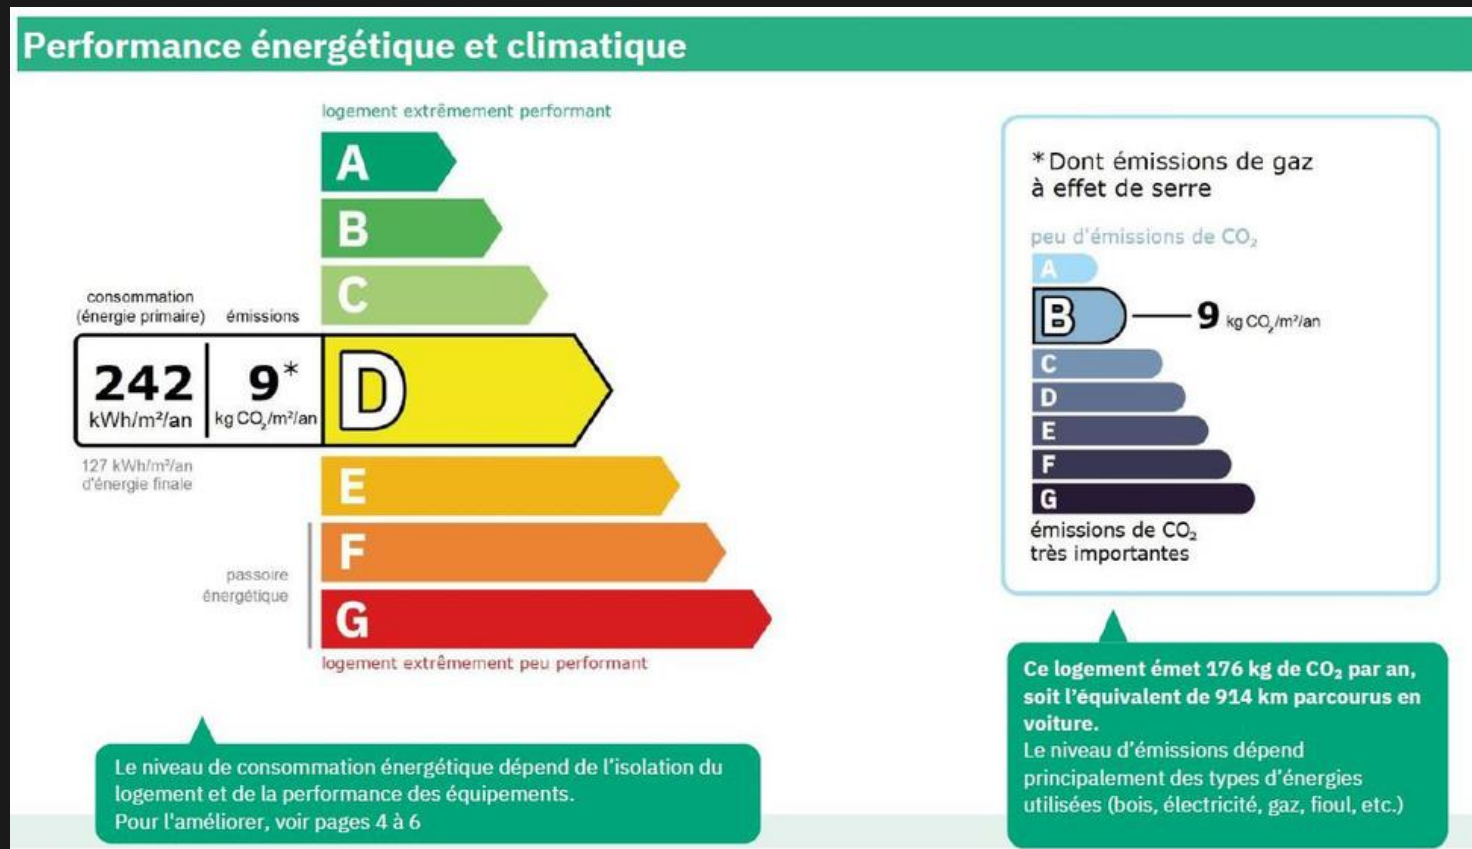 Performance énergétique et climatique
logement extrêmement performant
A
B
C
consommation
(énergie primaire)
émissions
242
kWh/m²/an
9*
kg CO₂/m²/an
D
127 kWh/m²/an
d'énergie finale
E
F
passoire
énergétique
G
logement extrêmement peu performant
Le niveau de consommation énergétique dépend de l'isolation du
logement et de la performance des équipements.
Pour l'améliorer, voir pages 4 à 6
*Dont émissions de gaz
à effet de serre
peu d'émissions de CO₂
A
B
9 kg CO₂/m²/an
C
D
E
F
G
émissions de CO₂
très importantes
Ce logement émet 176 kg de CO₂ par an,
soit l'équivalent de 914 km parcourus en
voiture.
Le niveau d'émissions dépend
principalement des types d'énergies
utilisées (bois, électricité, gaz, fioul, etc.)